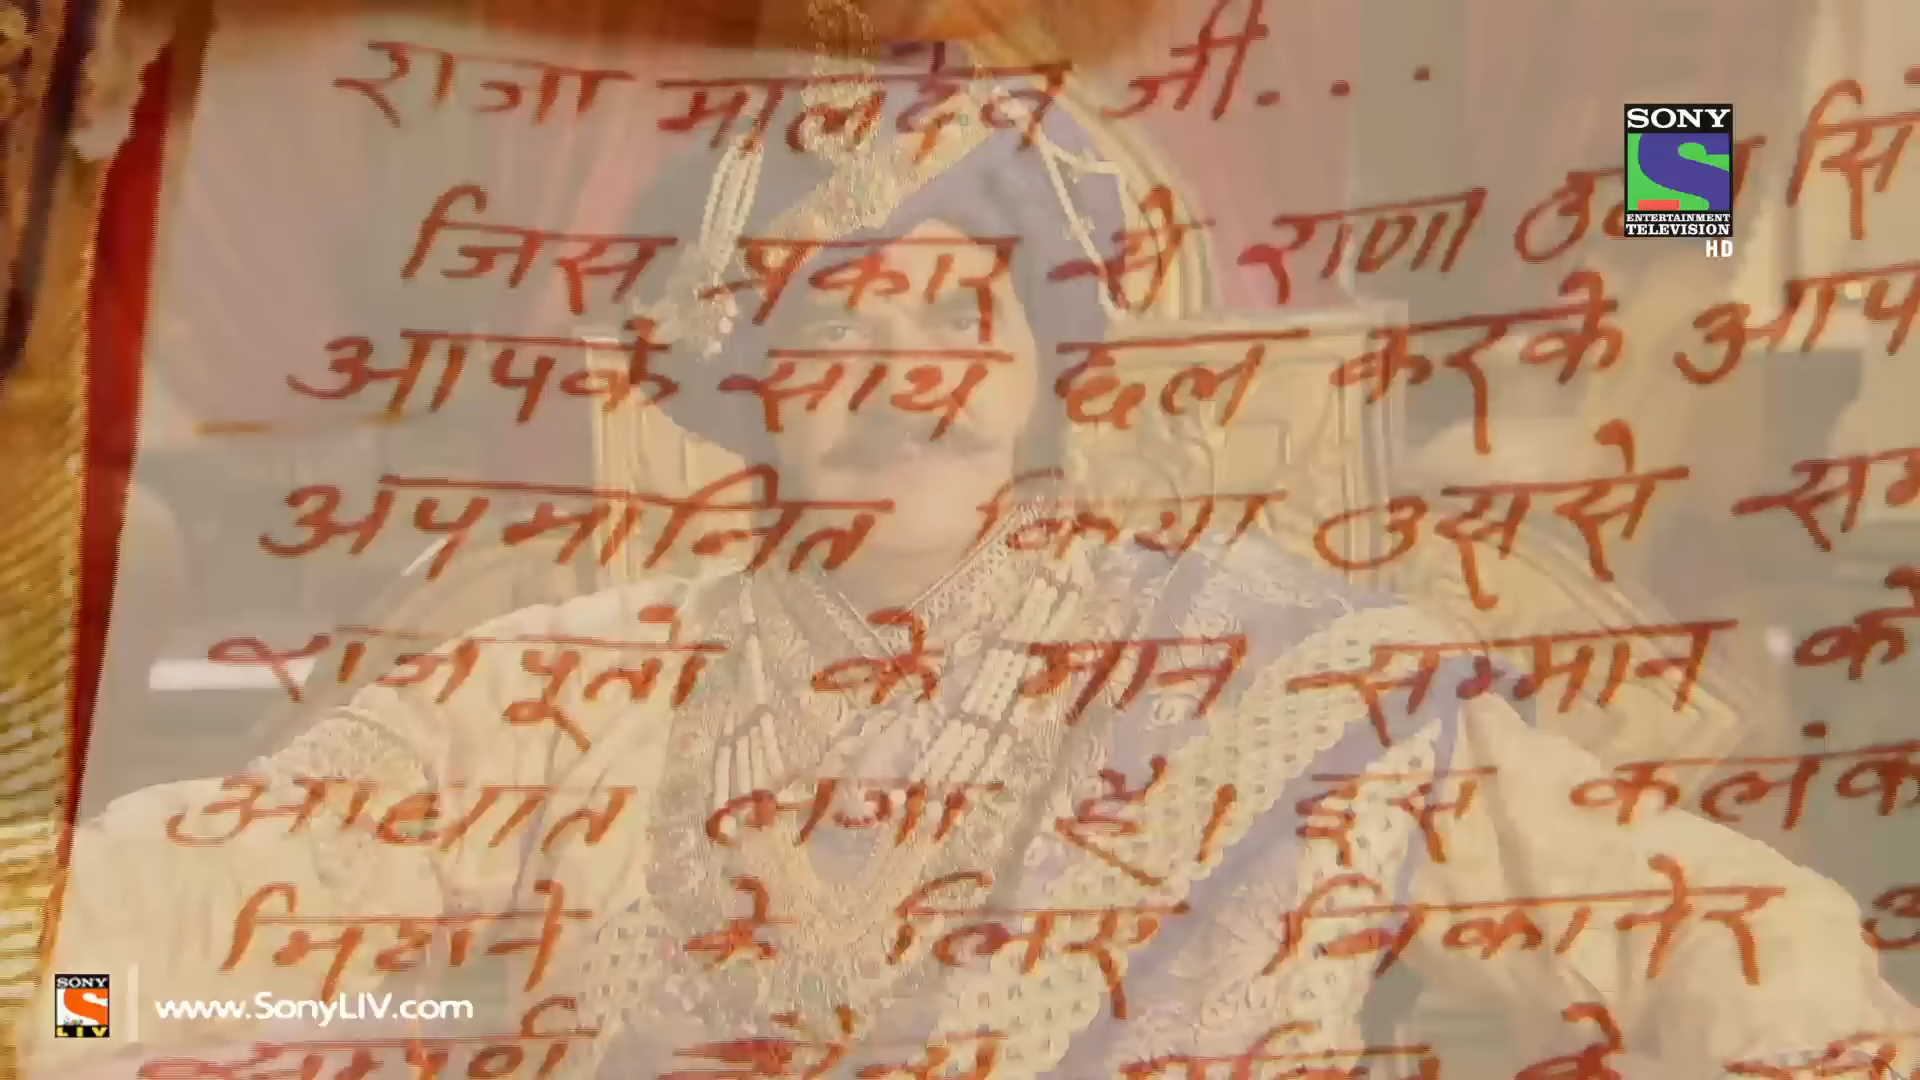 राजा मालदेव जी...
जिस प्रकार से राणा सिं
आपके साथ छल करके आप
अपमानित किया उससे सम
राजपूतो के मान सम्मान को
आघात लगा है। इस कलंक
मिटाने के लिए बिकानेर
सैन्य शक्ति के
SONY
ENTERTAINMENT
TELEVISION
HD
SONY
LIV
www.SonyLIV.com